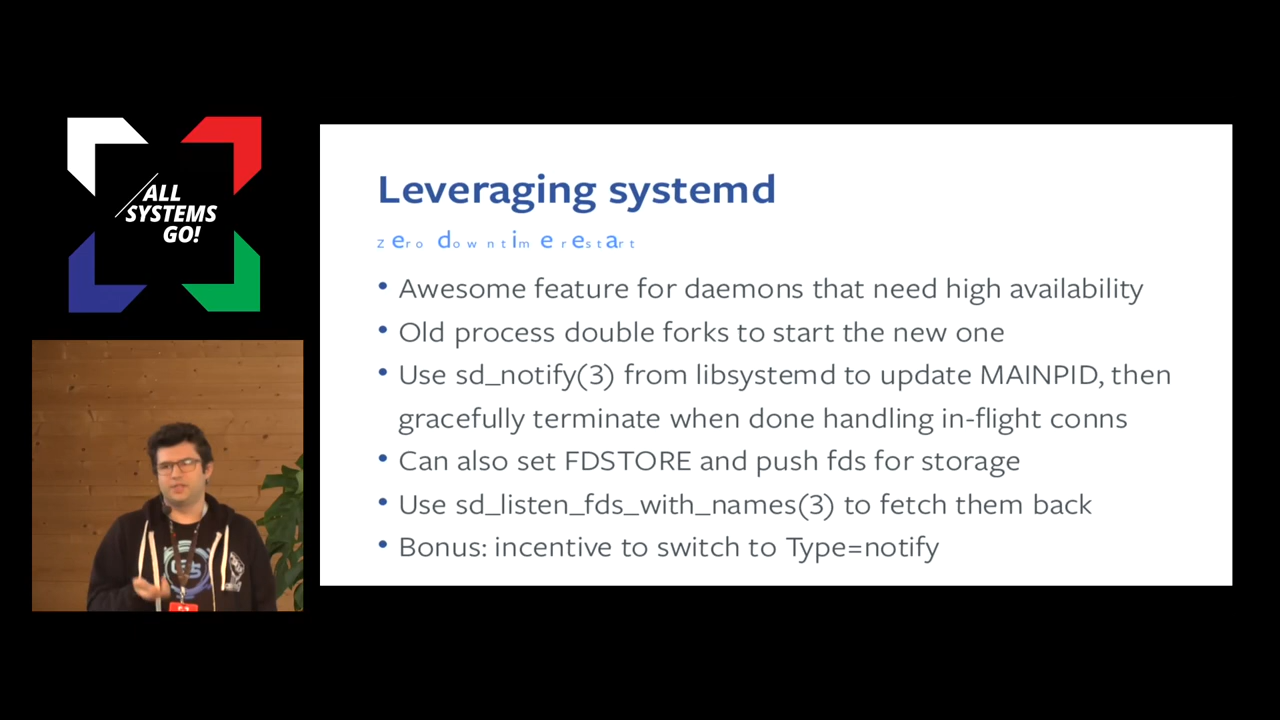 ALL
SYSTEMS
GO!
Leveraging systemd
zero downtime restart
• Awesome feature for daemons that need high availability
• Old process double forks to start the new one
• Use sd_notify(3) from libsystemd to update MAINPID, then
gracefully terminate when done handling in-flight conns
• Can also set FDSTORE and push fds for storage
• Use sd_listen_fds_with_names(3) to fetch them back
• Bonus: incentive to switch to Type=notify